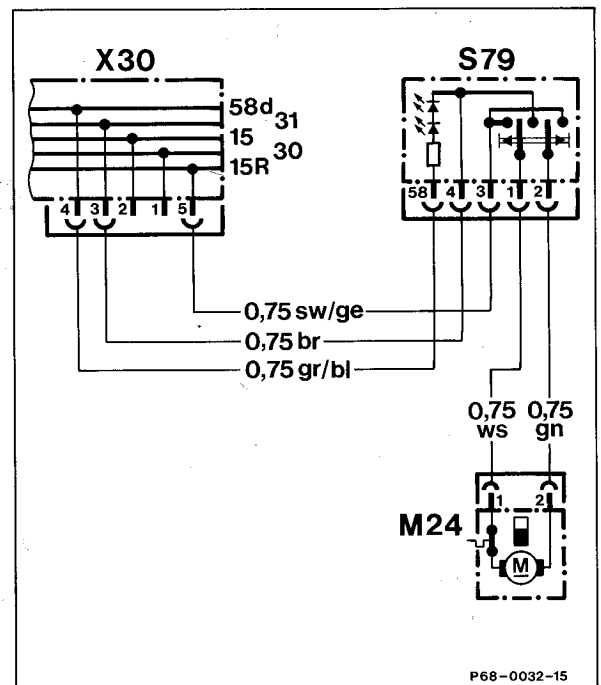 X30
S79
58d
31
15
30
15R
4 3 2 1 5
58 4 3 1 2
0,75 sw/ge
0,75 br
0,75 gr/bl
0,75 ws
0,75 gn
1 2
M24
M
P68-0032-15